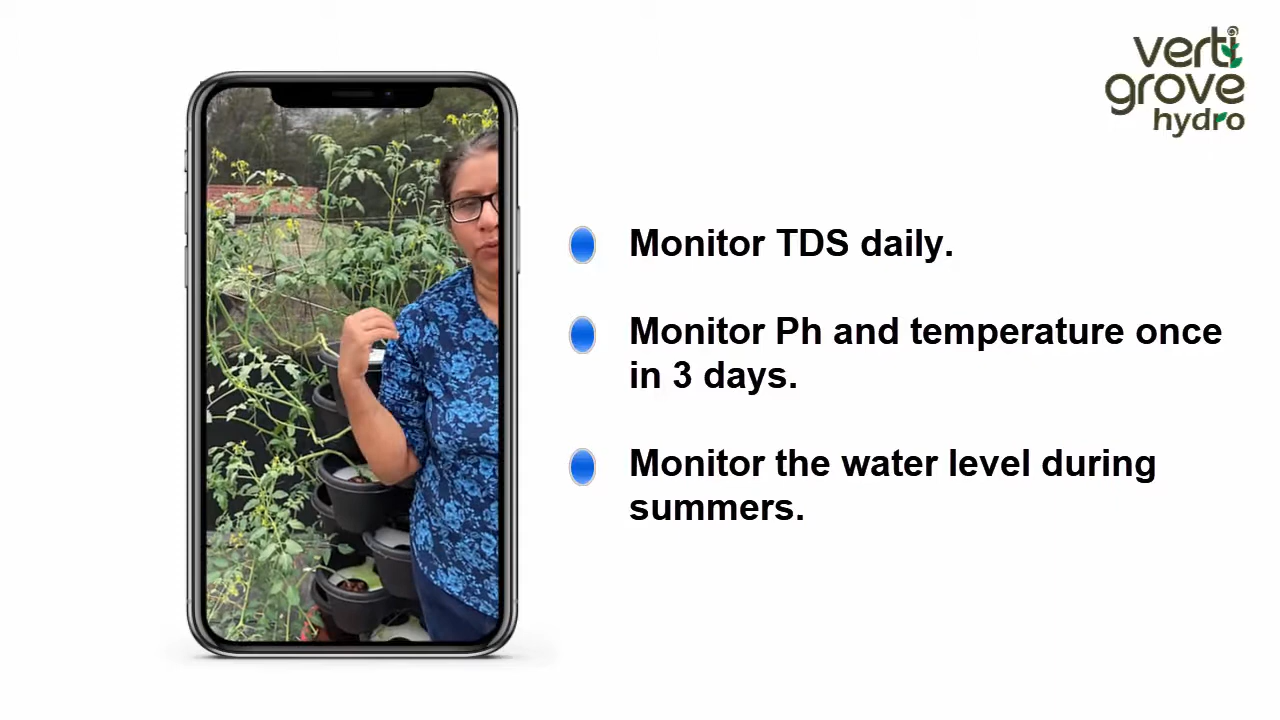 verti
grove
hydro
Monitor TDS daily.
Monitor Ph and temperature once
in 3 days.
Monitor the water level during
summers.